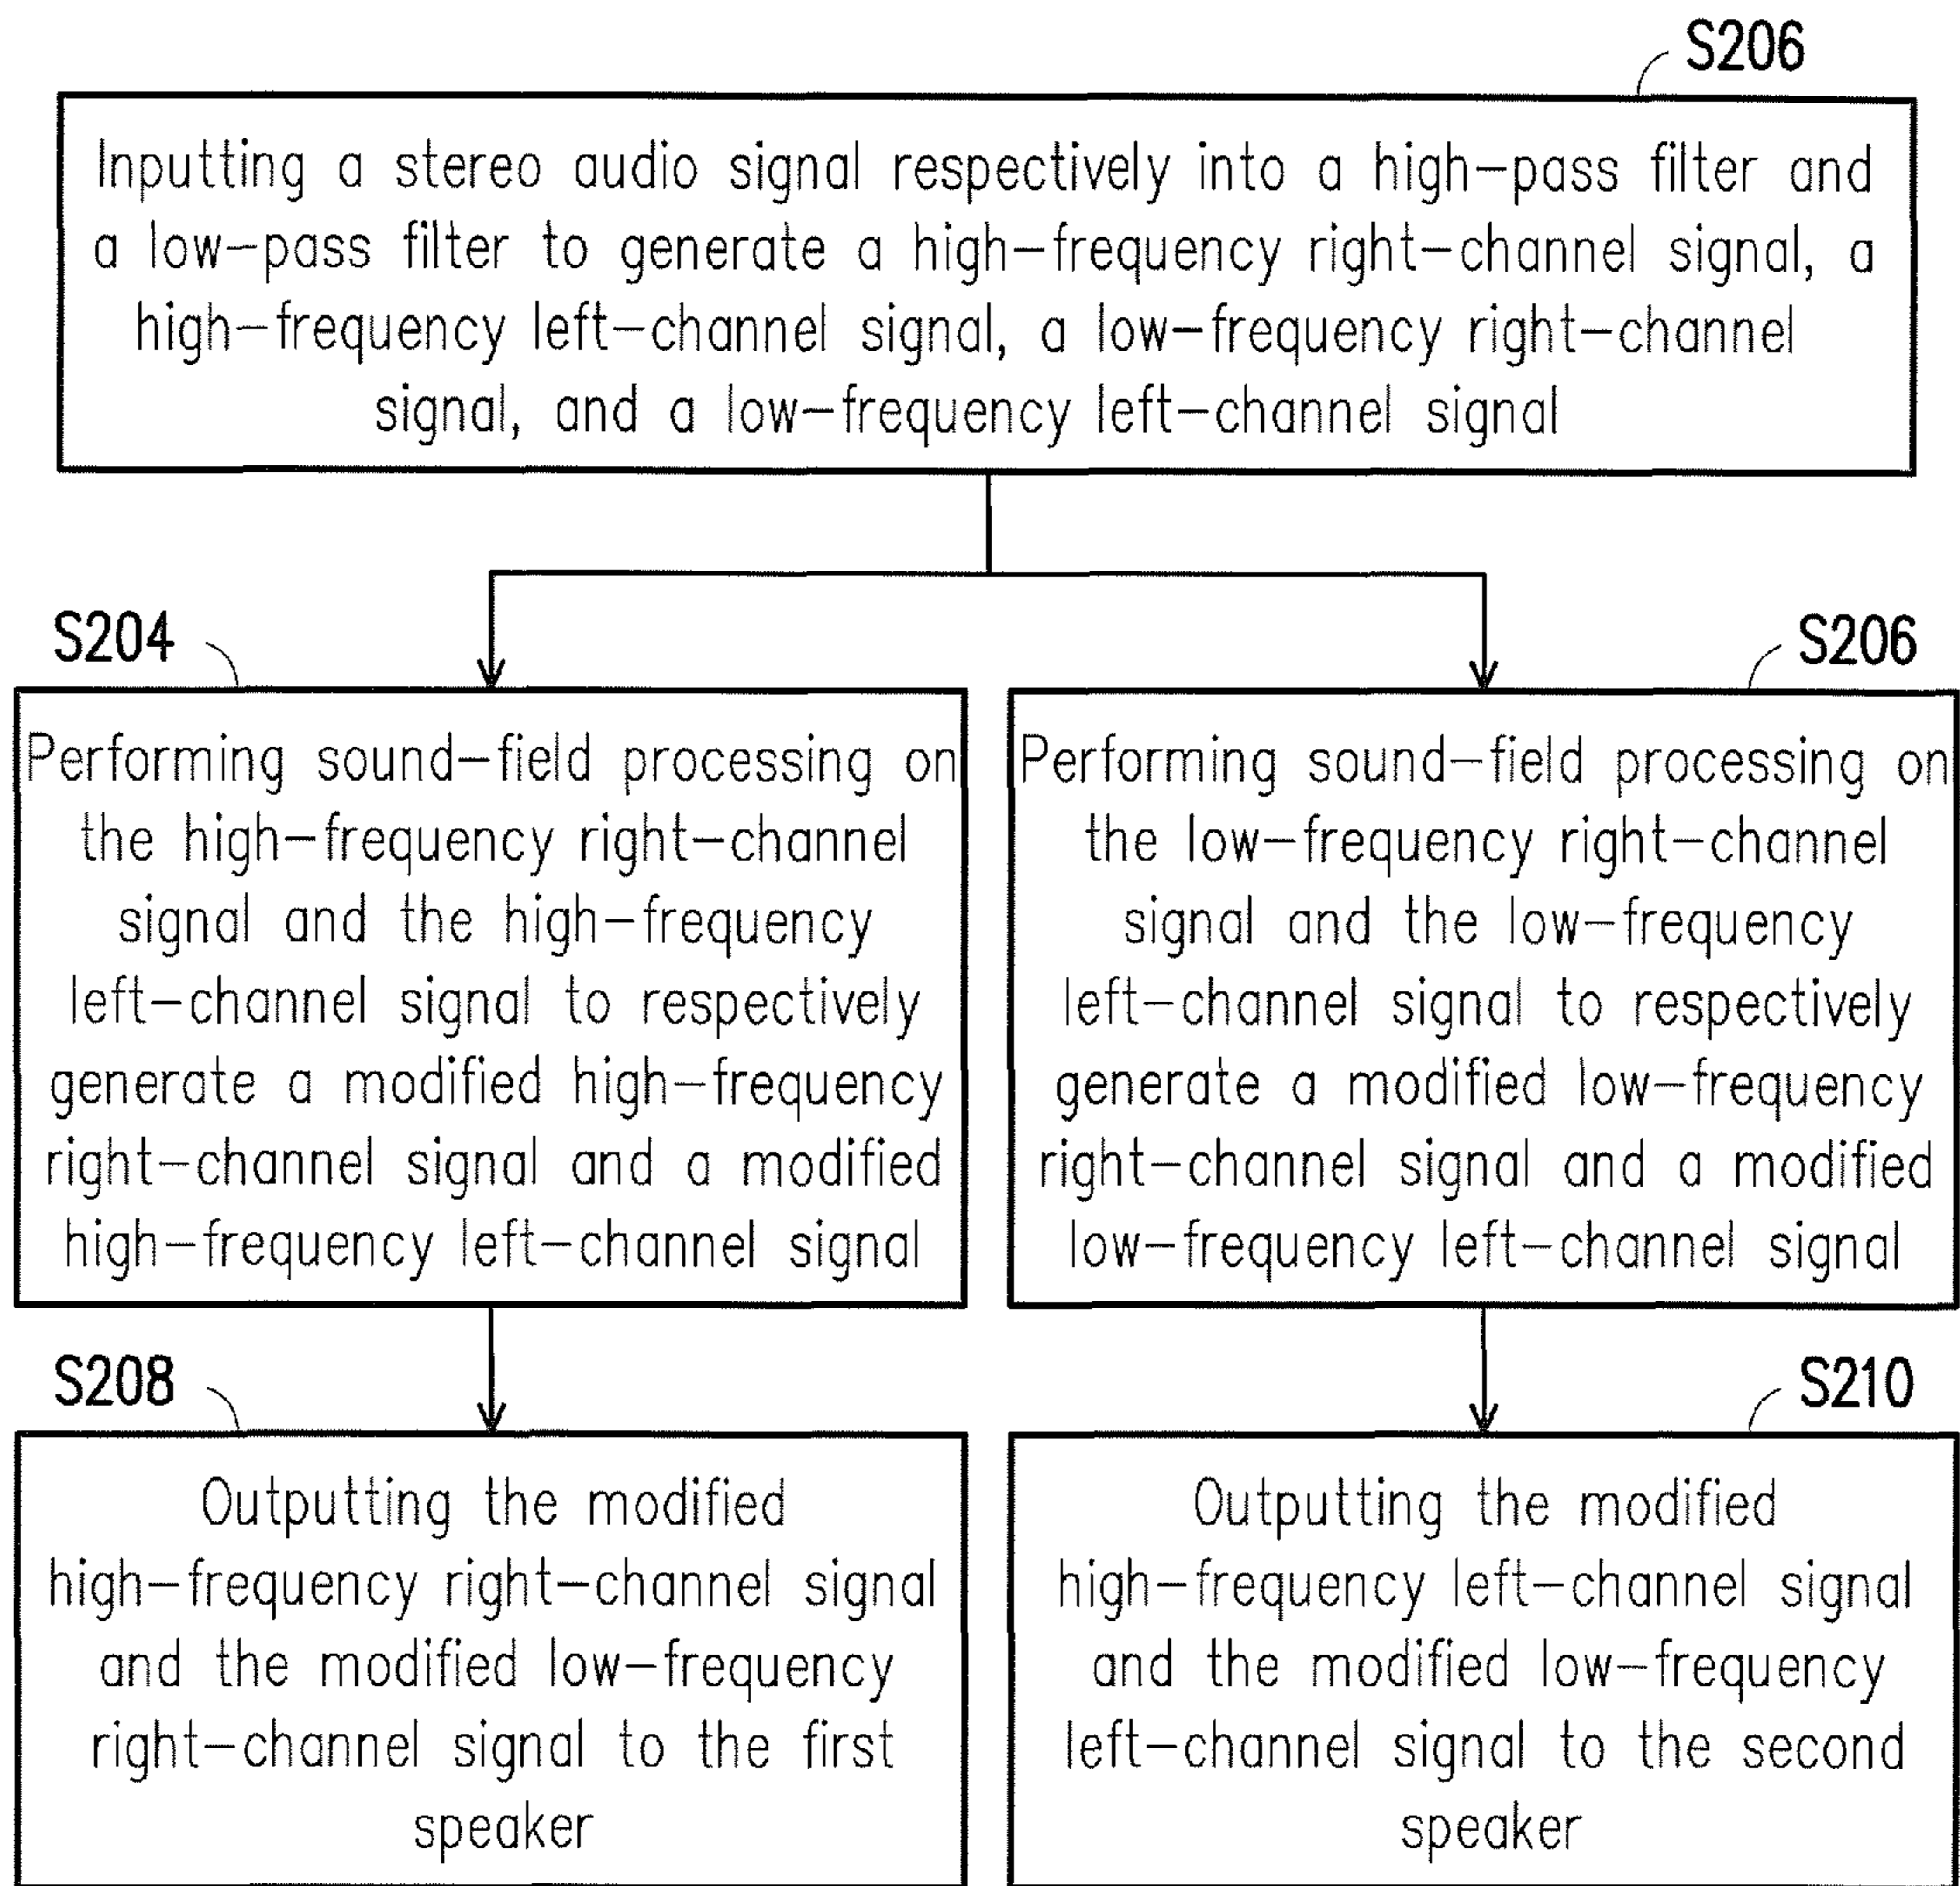 S206
Inputting a stereo audio signal respectively into a high-pass filter and
a low-pass filter to generate a high-frequency right-channel signal, a
high-frequency left-channel signal, a low-frequency right-channel
signal, and a low-frequency left-channel signal
S204
Performing sound-field processing on
the high-frequency right-channel
signal and the high-frequency
left-channel signal to respectively
generate a modified high-frequency
right-channel signal and a modified
high-frequency left-channel signal
S206
Performing sound-field processing on
the low-frequency right-channel
signal and the low-frequency
left-channel signal to respectively
generate a modified low-frequency
right-channel signal and a modified
low-frequency left-channel signal
S208
Outputting the modified
high-frequency right-channel signal
and the modified low-frequency
right-channel signal to the first
speaker
S210
Outputting the modified
high-frequency left-channel signal
and the modified low-frequency
left-channel signal to the second
speaker